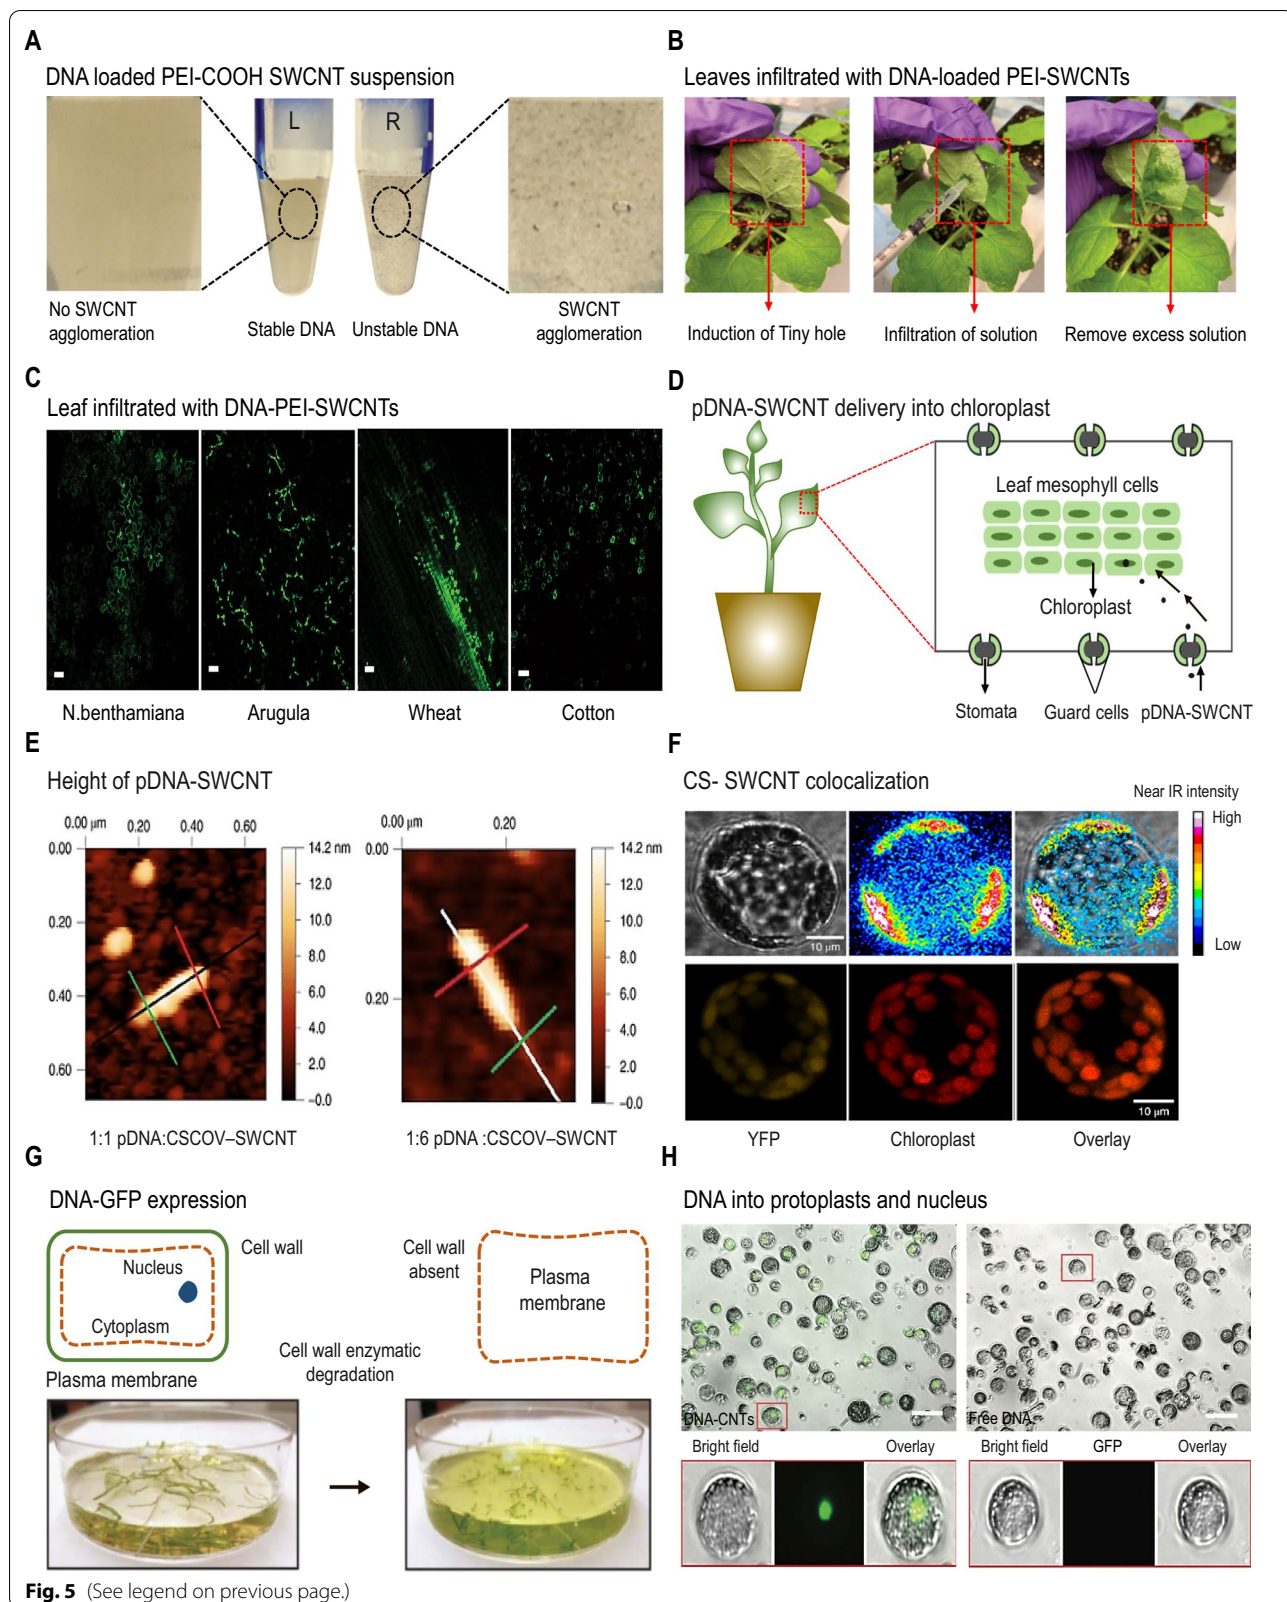 A
DNA loaded PEI-COOH SWCNT suspension
L
R
No SWCNT
agglomeration
Stable DNA
Unstable DNA
SWCNT
agglomeration
B
Leaves infiltrated with DNA-loaded PEI-SWCNTs
Induction of Tiny hole
Infiltration of solution
Remove excess solution
C
Leaf infiltrated with DNA-PEI-SWCNTs
N.benthamiana
Arugula
Wheat
Cotton
D
pDNA-SWCNT delivery into chloroplast
Leaf mesophyll cells
Chloroplast
Stomata
Guard cells
pDNA-SWCNT
E
Height of pDNA-SWCNT
0.00 μm
0.20
0.40
0.60
0.00
0.20
0.40
0.60
14.2 nm
12.0
10.0
8.0
6.0
4.0
2.0
–0.0
1:1 pDNA:CSCOV–SWCNT
0.00 μm
0.20
0.00
0.20
14.2 nm
12.0
10.0
8.0
6.0
4.0
2.0
–0.0
1:6 pDNA :CSCOV–SWCNT
F
CS- SWCNT colocalization
Near IR intensity
High
Low
10 μm
10 μm
YFP
Chloroplast
Overlay
G
DNA-GFP expression
Cell wall
Nucleus
Cytoplasm
Plasma membrane
Cell wall
absent
Plasma
membrane
Cell wall enzymatic
degradation
H
DNA into protoplasts and nucleus
DNA-CNTs
Free DNA
Bright field
Overlay
Bright field
GFP
Overlay
Fig. 5 (See legend on previous page.)